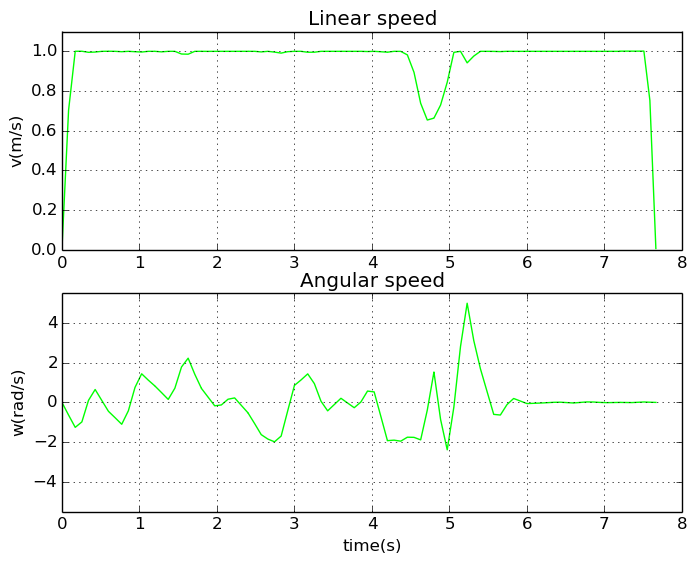 Linear speed
1.0
0.8
0.6
0.4
0.2
0.0
v(m/s)
0 1 2 3 4 5 6 7 8
Angular speed
4
2
0
−2
−4
w(rad/s)
0 1 2 3 4 5 6 7 8
time(s)